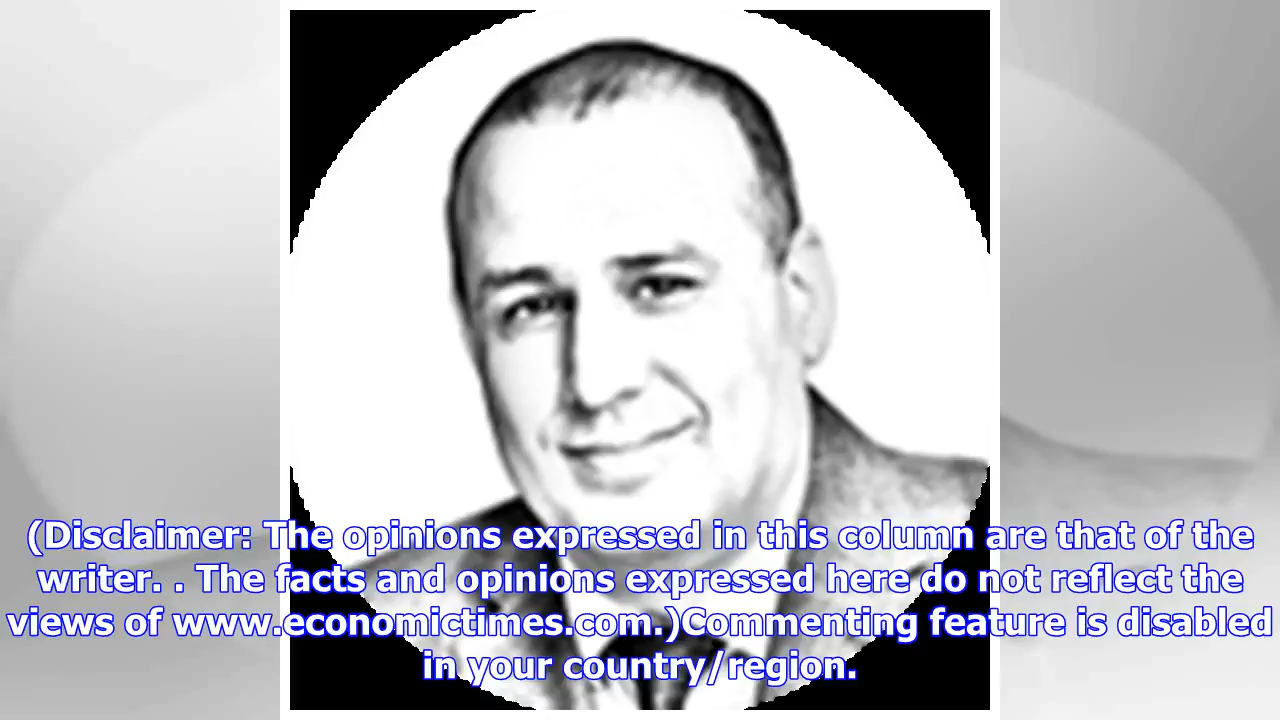 (Disclaimer: The opinions expressed in this column are that of the
writer. . The facts and opinions expressed here do not reflect the
views of www.economictimes.com.)Commenting feature is disabled
in your country/region.